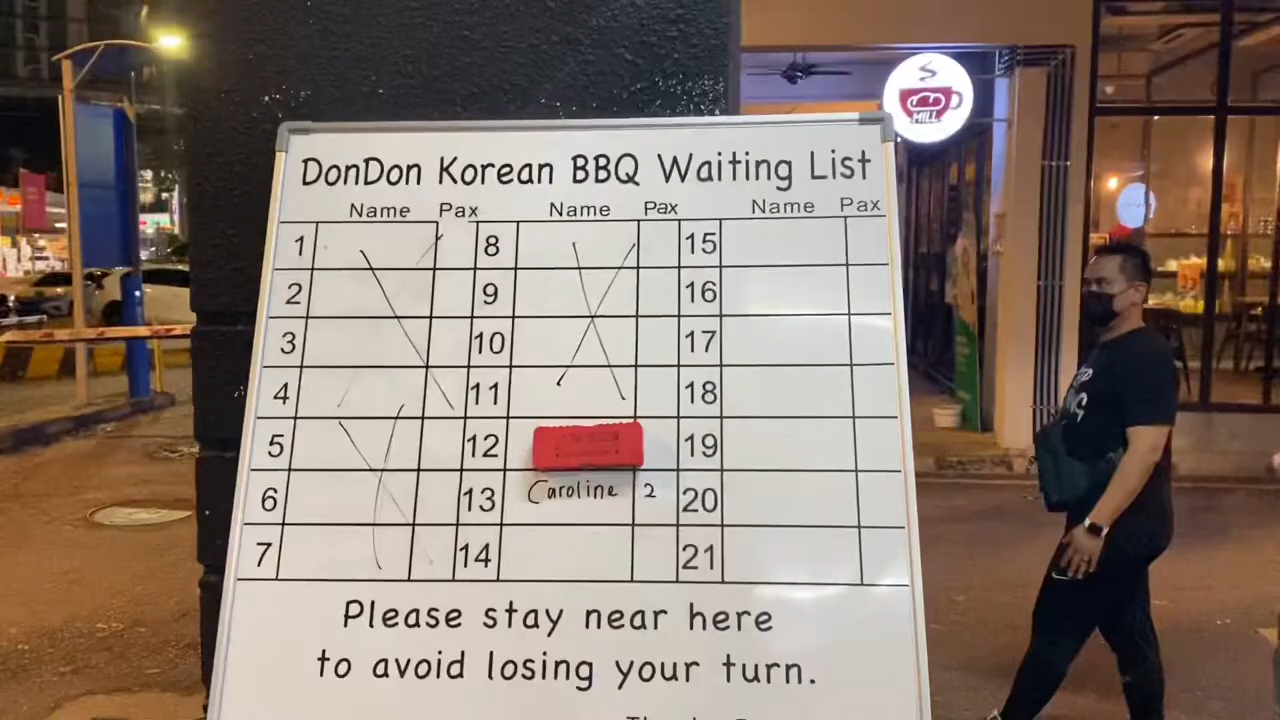 DonDon Korean BBQ Waiting List
Name Pax Name Pax Name Pax
1 8 15
2 9 16
3 10 17
4 11 18
5 12 19
6 13 Caroline 2 20
7 14 21
Please stay near here
to avoid losing your turn.
MILL